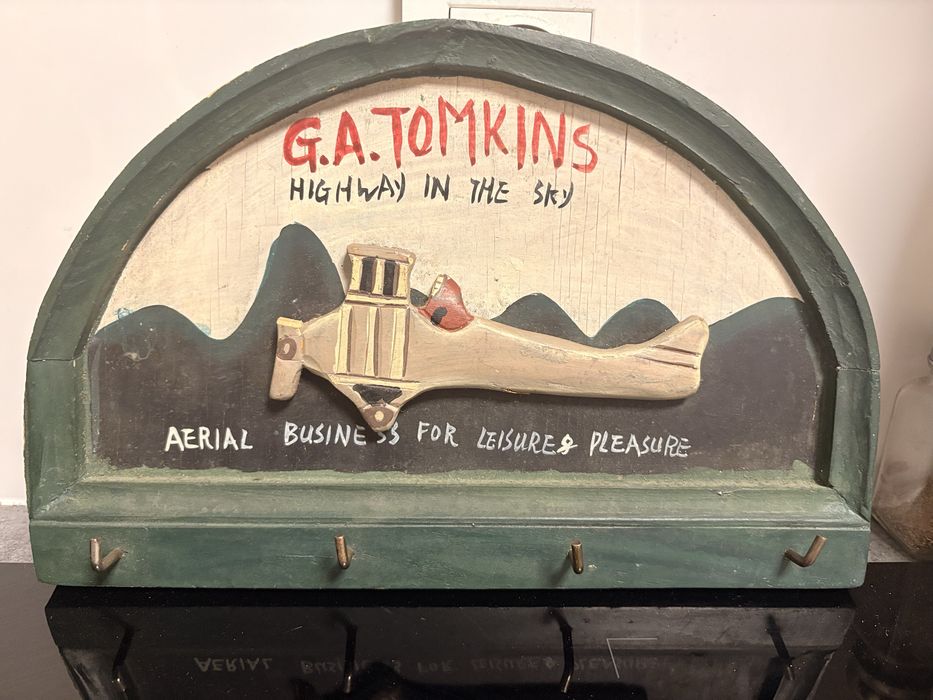 G.A.TOMKINS
HIGHWAY IN THE SKY
AERIAL BUSINESS FOR LEISURE & PLEASURE